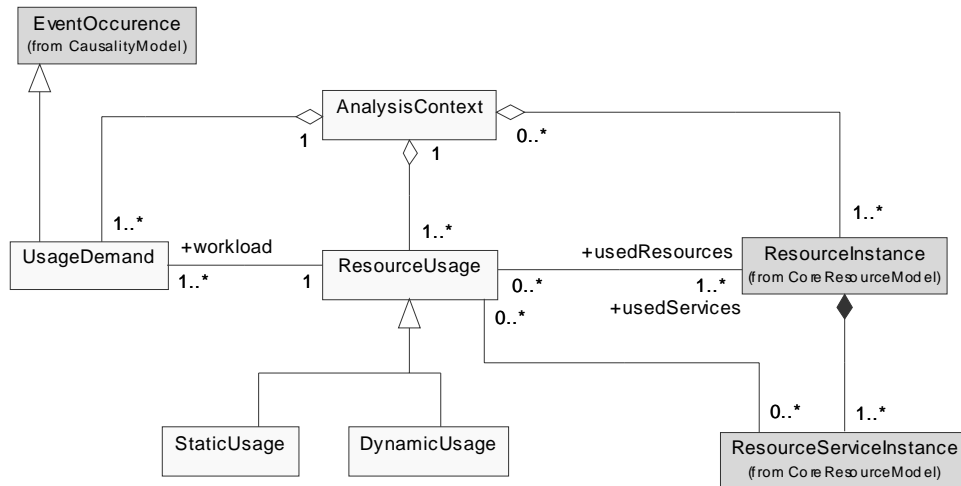 EventOccurence
(from CausalityModel)
AnalysisContext
1
1
0..*
1..*
1..*
1..*
+workload
UsageDemand
1..*
1
ResourceUsage
+usedResources
0..*
1..*
ResourceInstance
(from CoreResourceModel)
+usedServices
0..*
0..*
1..*
StaticUsage
DynamicUsage
ResourceServiceInstance
(from CoreResourceModel)